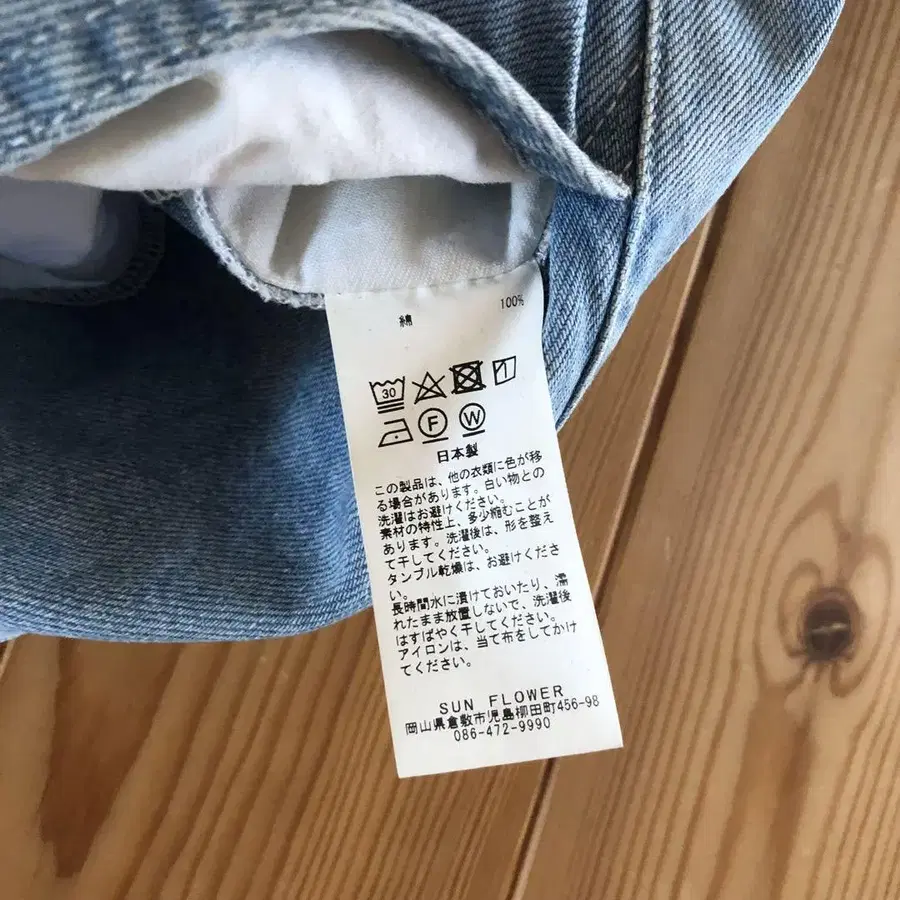 綿 100%
30
F W
日本製
この製品は、他の衣類に色が移
る場合があります。白い物との
洗濯はお避けください。
素材の特性上、多少縮むことが
あります。洗濯後は、形を整え
て干してください。
タンブル乾燥は、お避けくださ
い。
長時間水に漬けておいたり、濡
れたまま放置しないで、洗濯後
はすばやく干してください。
アイロンは、当て布をしてかけ
てください。
SUN FLOWER
岡山県倉敷市児島柳田町456-98
086-472-9990